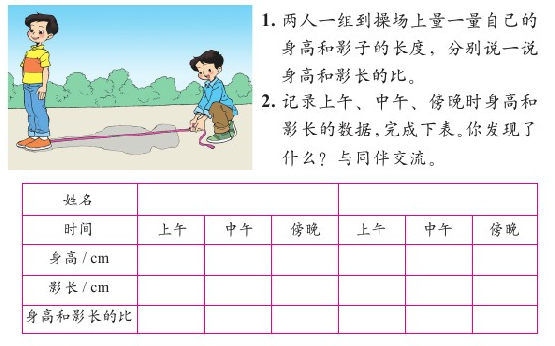 1. 两人一组到操场上量一量自己的
身高和影子的长度，分别说一说
身高和影长的比。
2. 记录上午、中午、傍晚时身高和
影长的数据，完成下表。你发现了
什么？与同伴交流。
姓名
时间 上午 中午 傍晚 上午 中午 傍晚
身高/cm
影长/cm
身高和影长的比